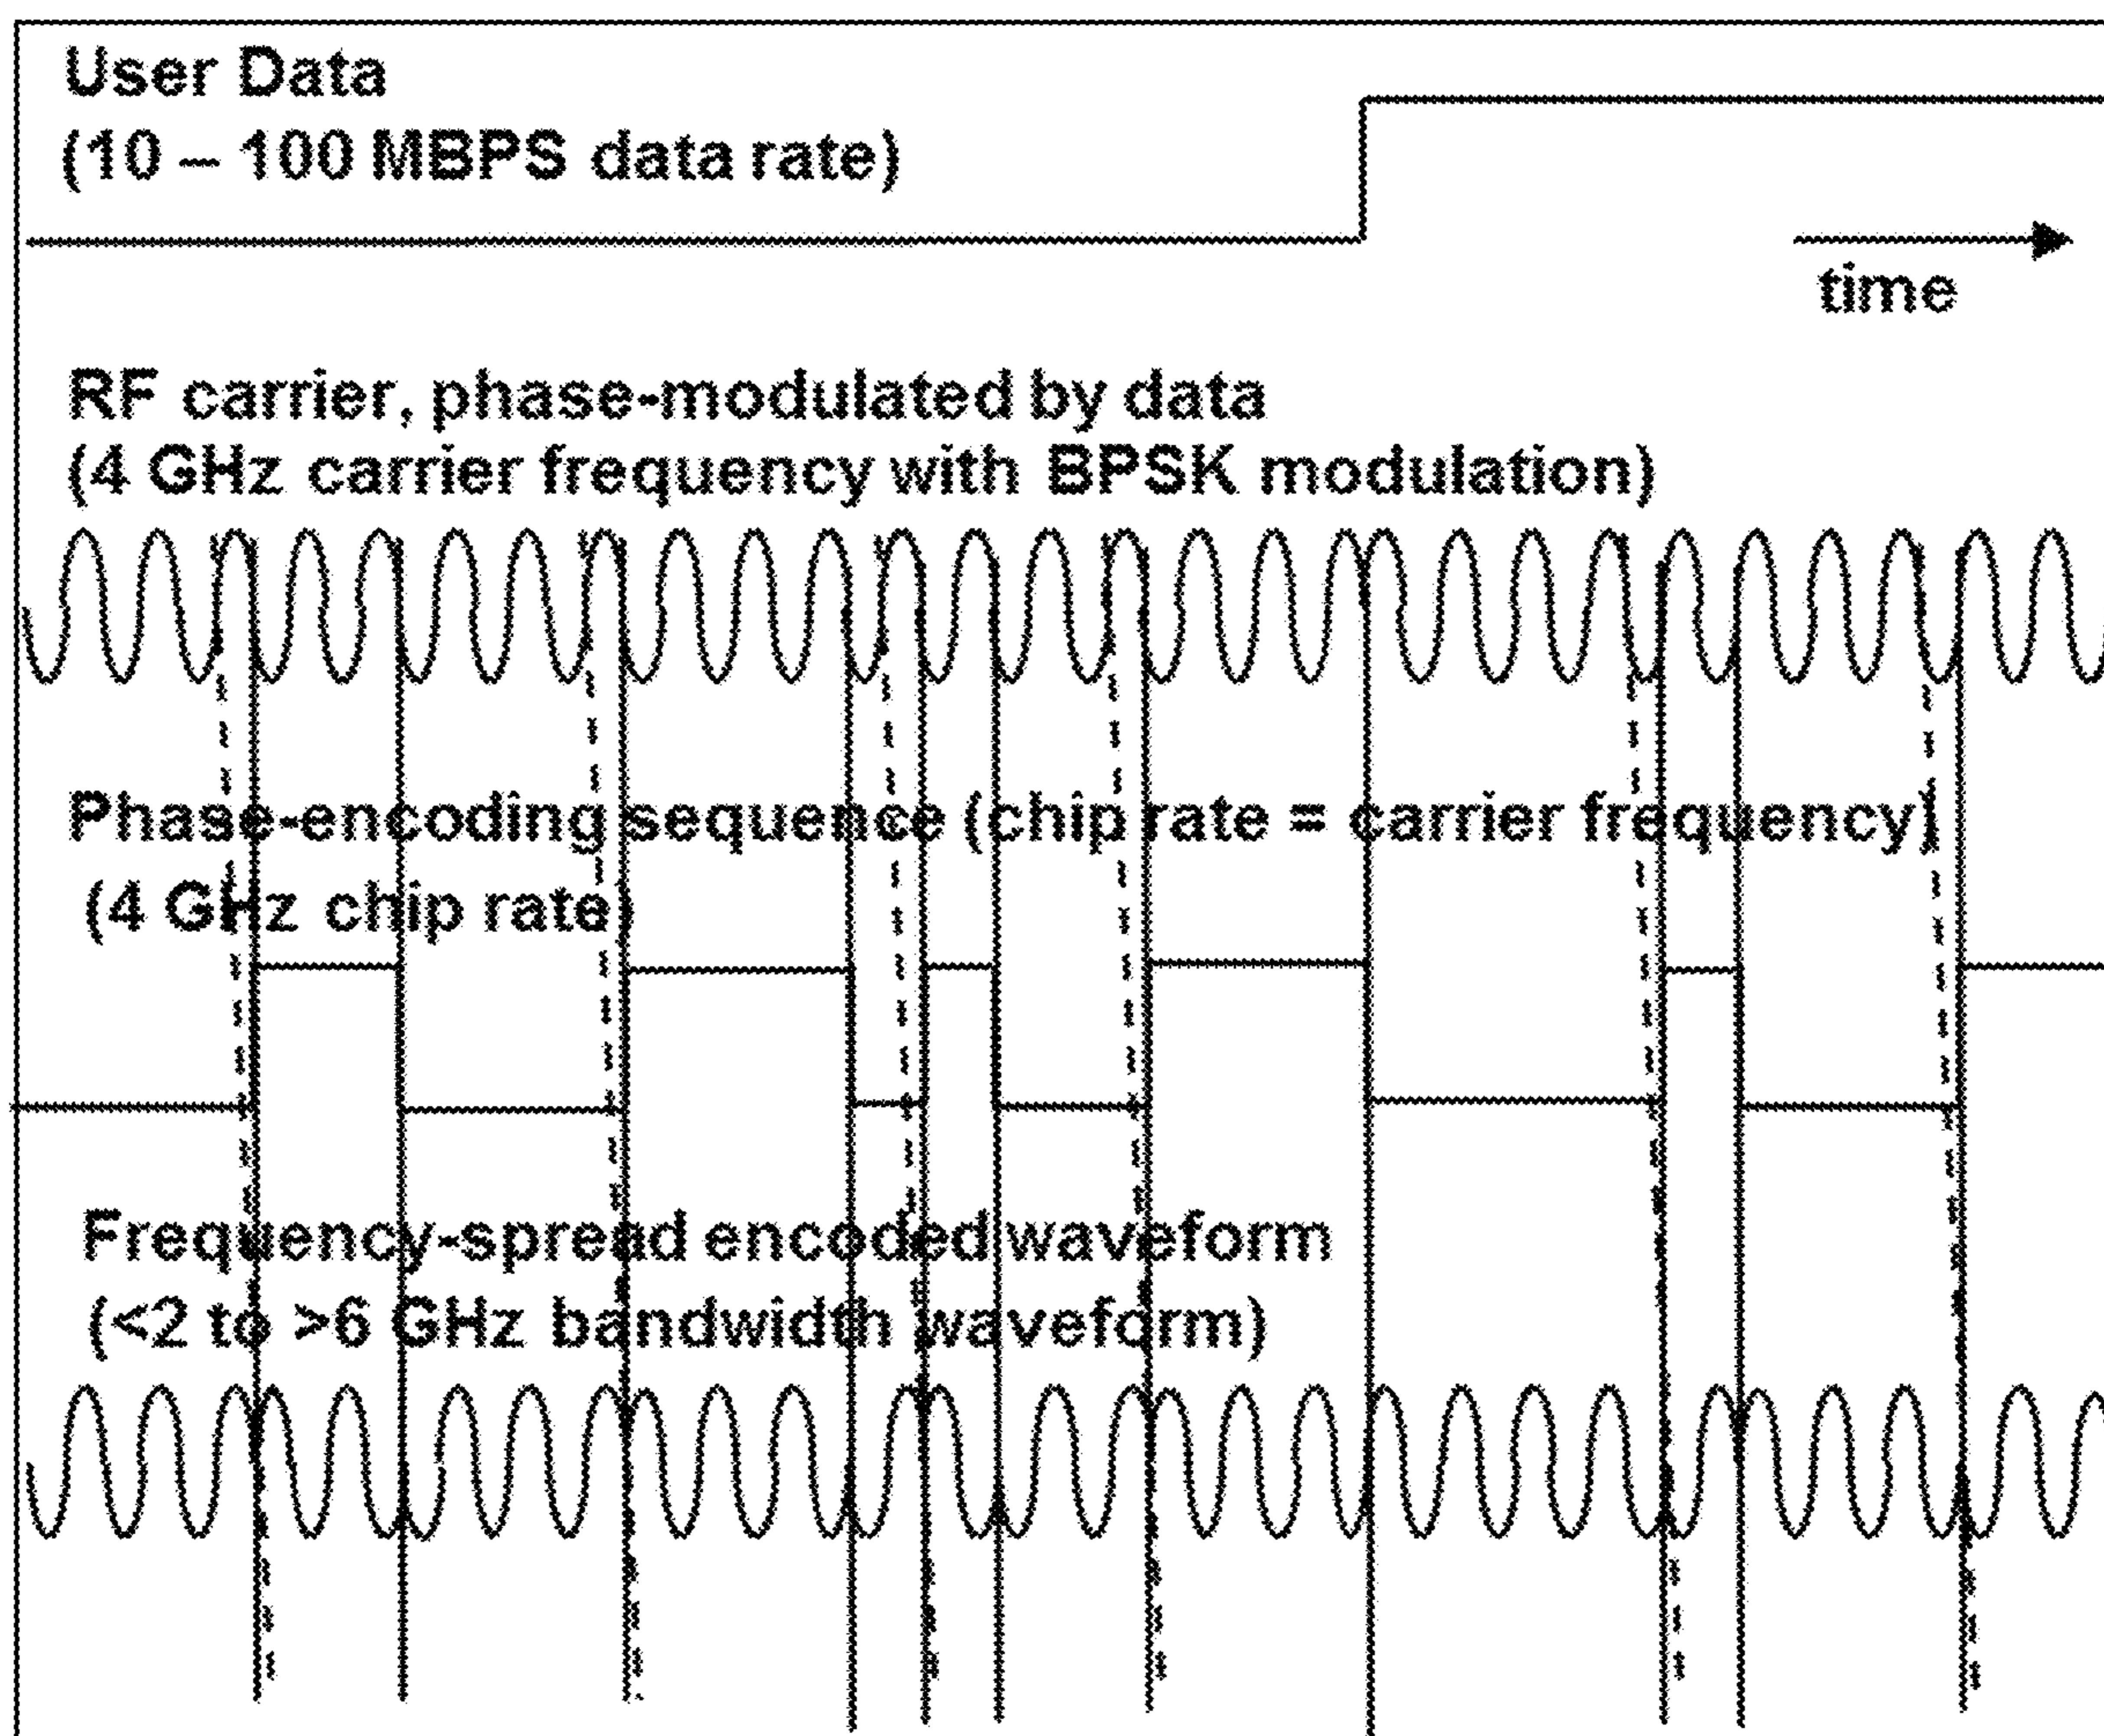 User Data
(10 – 100 MBPS data rate)
time
RF carrier, phase-modulated by data
(4 GHz carrier frequency with BPSK modulation)
Phase-encoding sequence (chip rate = carrier frequency)
(4 GHz chip rate)
Frequency-spread encoded waveform
(<2 to >6 GHz bandwidth waveform)